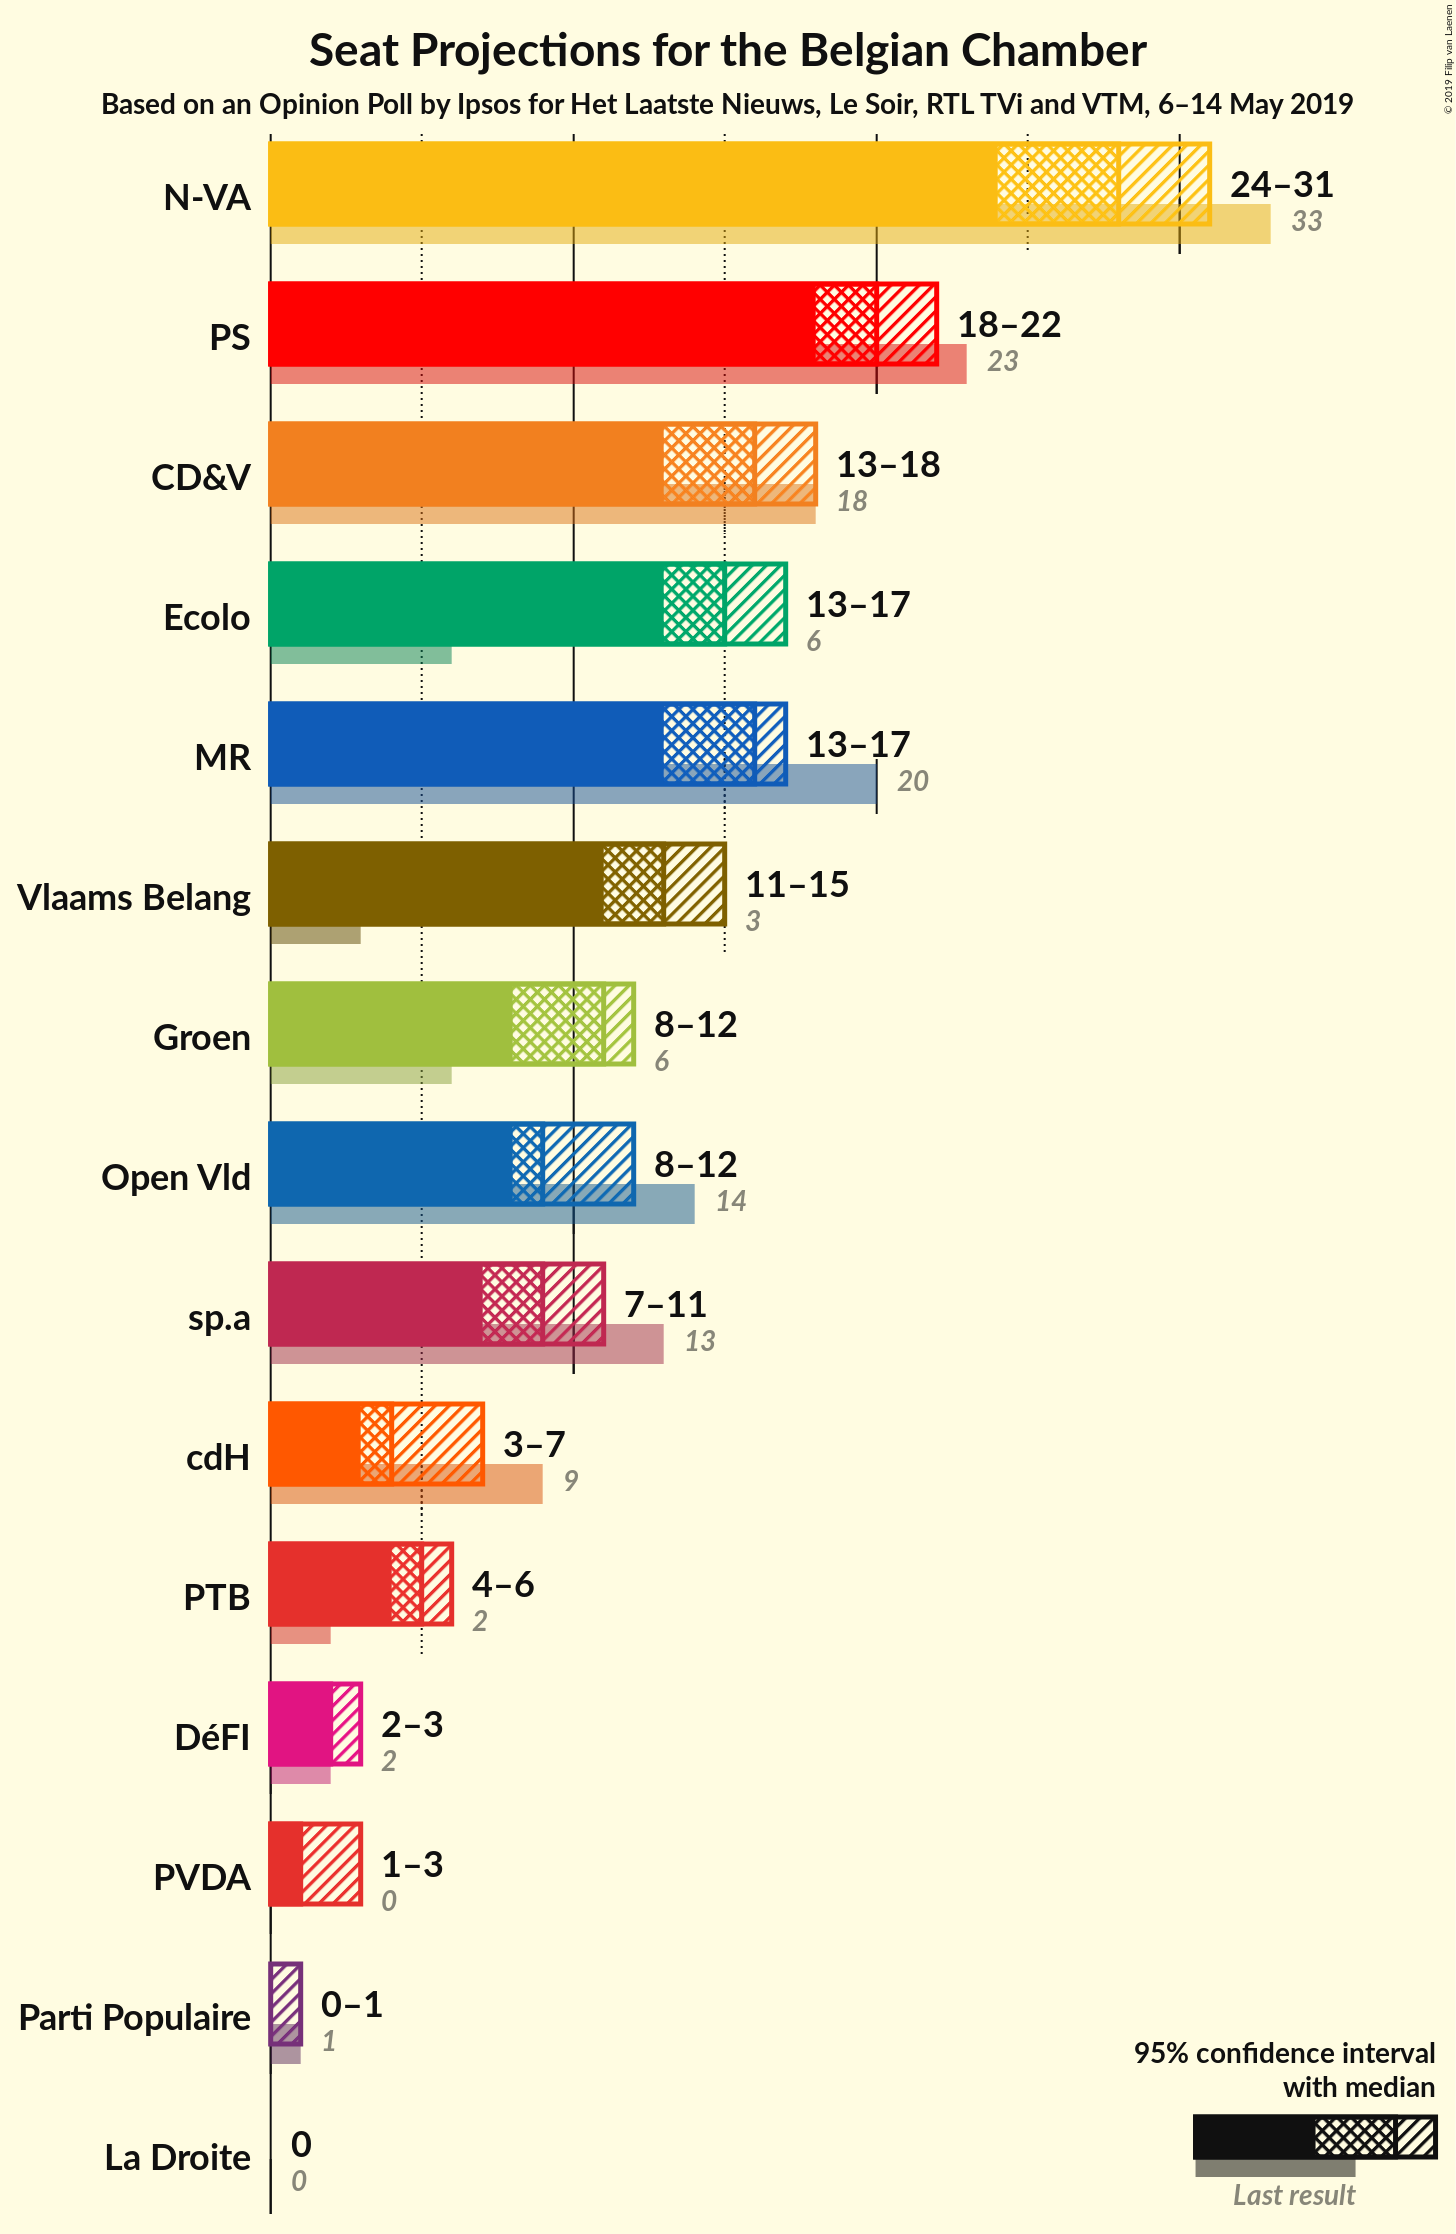 Seat Projections for the Belgian Chamber
Based on an Opinion Poll by Ipsos for Het Laatste Nieuws, Le Soir, RTL TVi and VTM, 6–14 May 2019
© 2019 Filip van Laenen
N-VA
24–31
33
PS
18–22
23
CD&V
13–18
18
Ecolo
13–17
6
MR
13–17
20
Vlaams Belang
11–15
3
Groen
8–12
6
Open Vld
8–12
14
sp.a
7–11
13
cdH
3–7
9
PTB
4–6
2
DéFI
2–3
2
PVDA
1–3
0
Parti Populaire
0–1
1
La Droite
0
0
95% confidence interval
with median
Last result